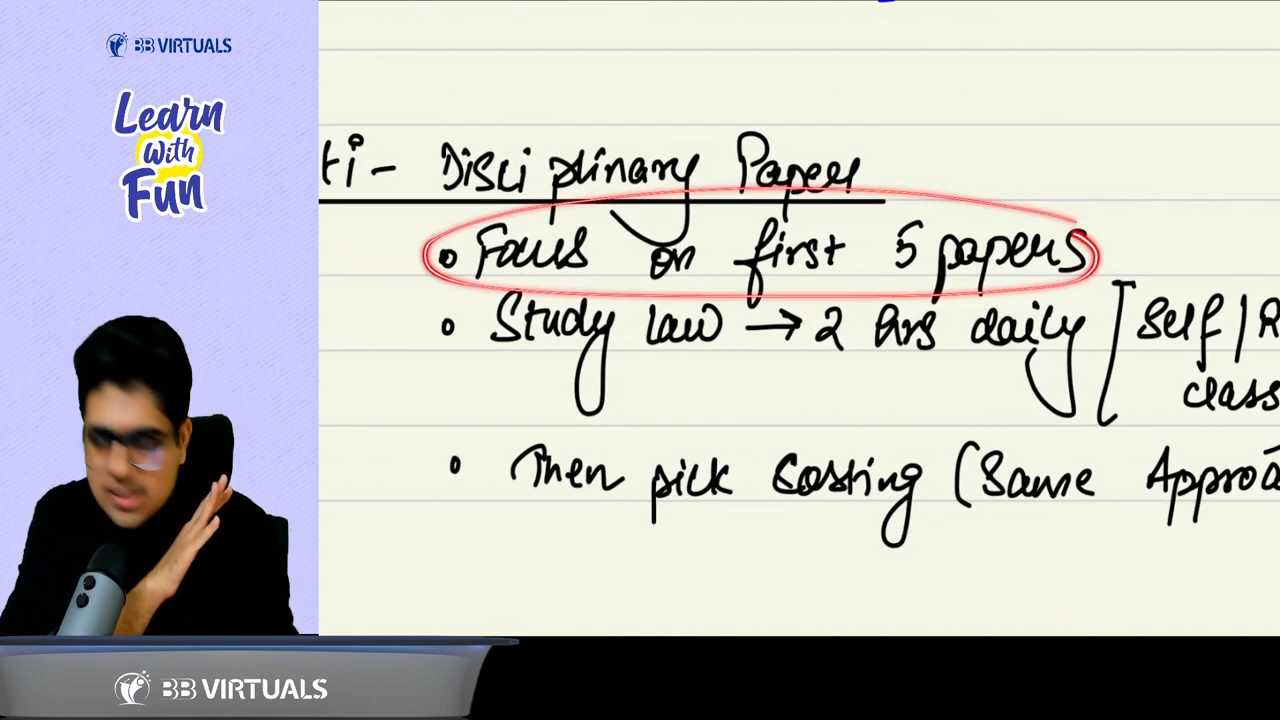 BB VIRTUALS
Learn
With
Fun
ti - Disciplinary Papers
• Focus on first 5 papers
• Study law → 2 hrs daily [ Self / R
class
• Then pick Costing (Same Approa
BB VIRTUALS